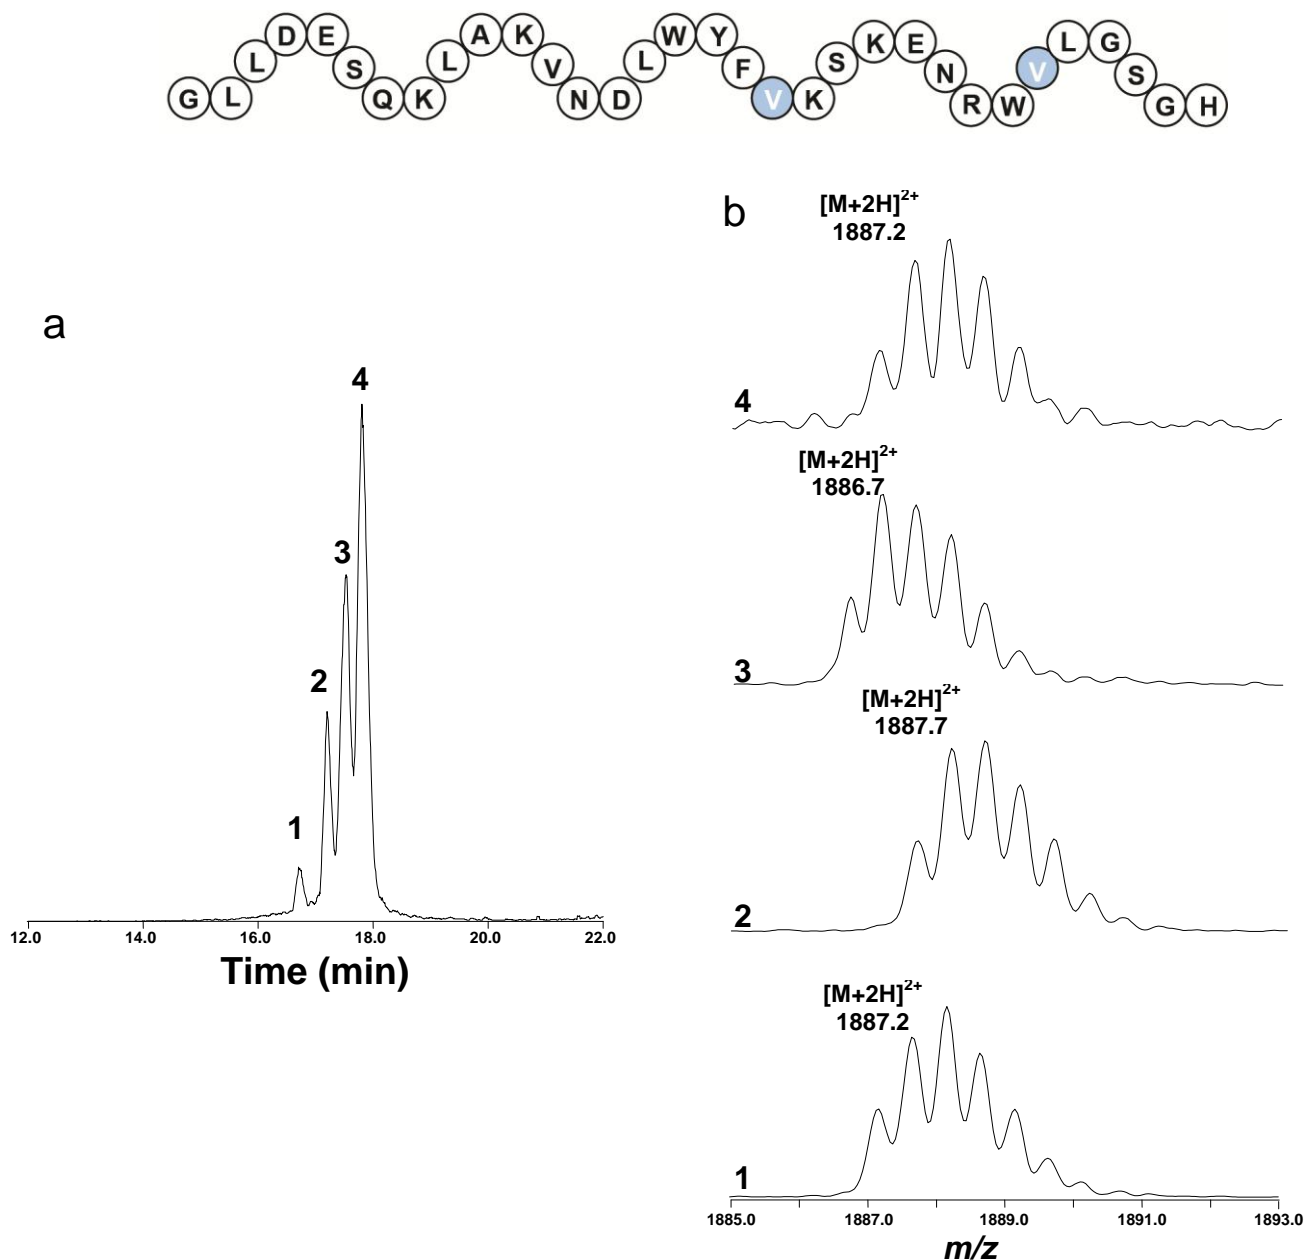 G L L D E S Q K L A K V N D L W Y F V K S K E N R W V L G S G H
b
[M+2H]2+
1887.2
4
a
4
3
2
1
12.0 14.0 16.0 18.0 20.0 22.0
Time (min)
[M+2H]2+
1886.7
3
[M+2H]2+
1887.7
2
[M+2H]2+
1887.2
1
1885.0 1887.0 1889.0 1891.0 1893.0
m/z